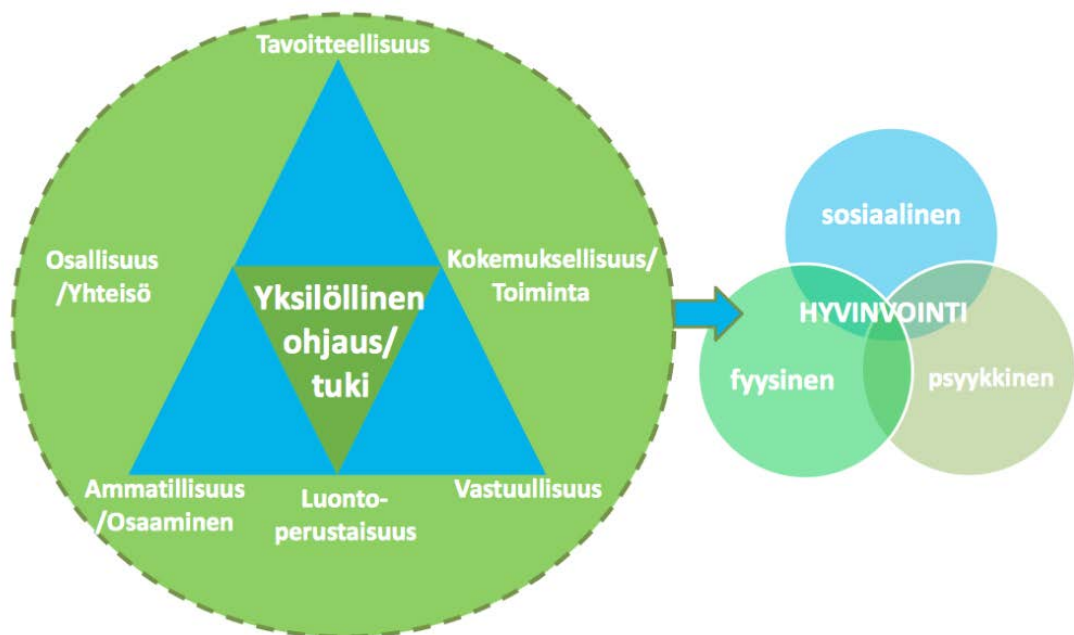 Tavoitteellisuus
Osallisuus
/Yhteisö
Kokemuksellisuus/
Toiminta
Yksilöllinen
ohjaus/
tuki
Ammatillisuus
/Osaaminen
Luonto-
perustaisuus
Vastuullisuus
sosiaalinen
HYVINVOINTI
fyysinen
psyykkinen